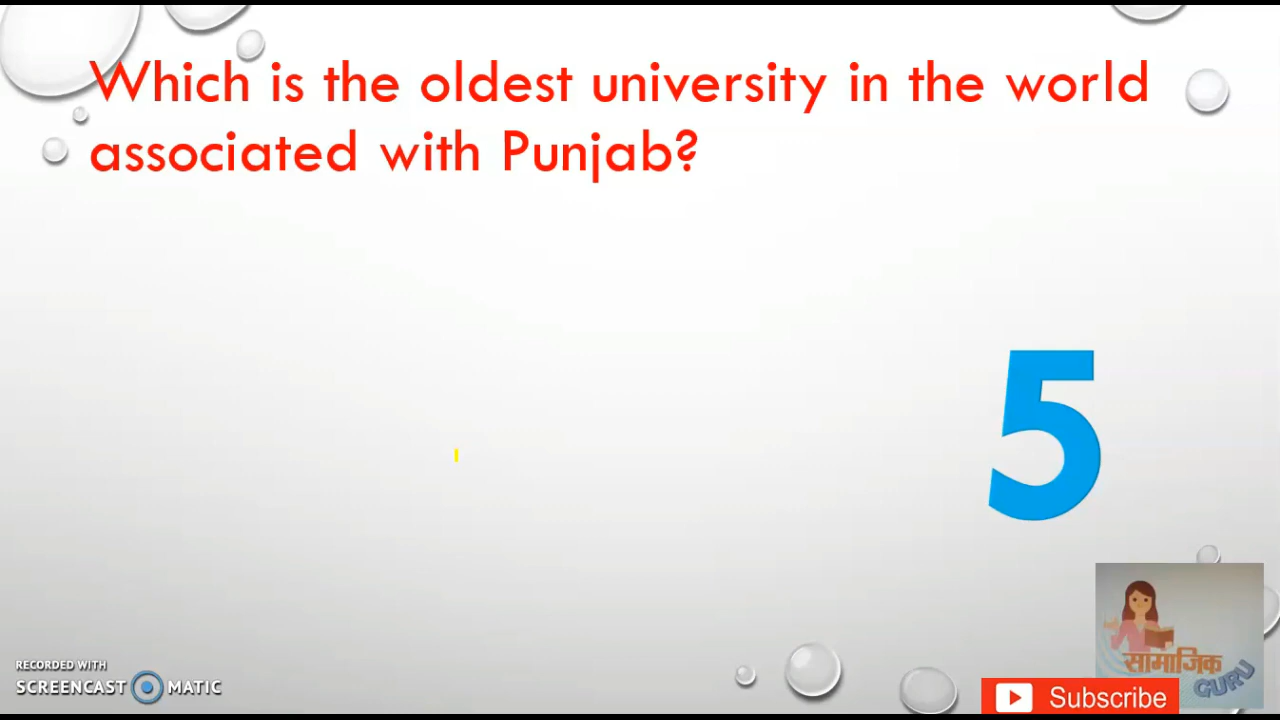 Which is the oldest university in the world
associated with Punjab?
5
सामाजिक
GURU
RECORDED WITH
SCREENCAST MATIC
Subscribe